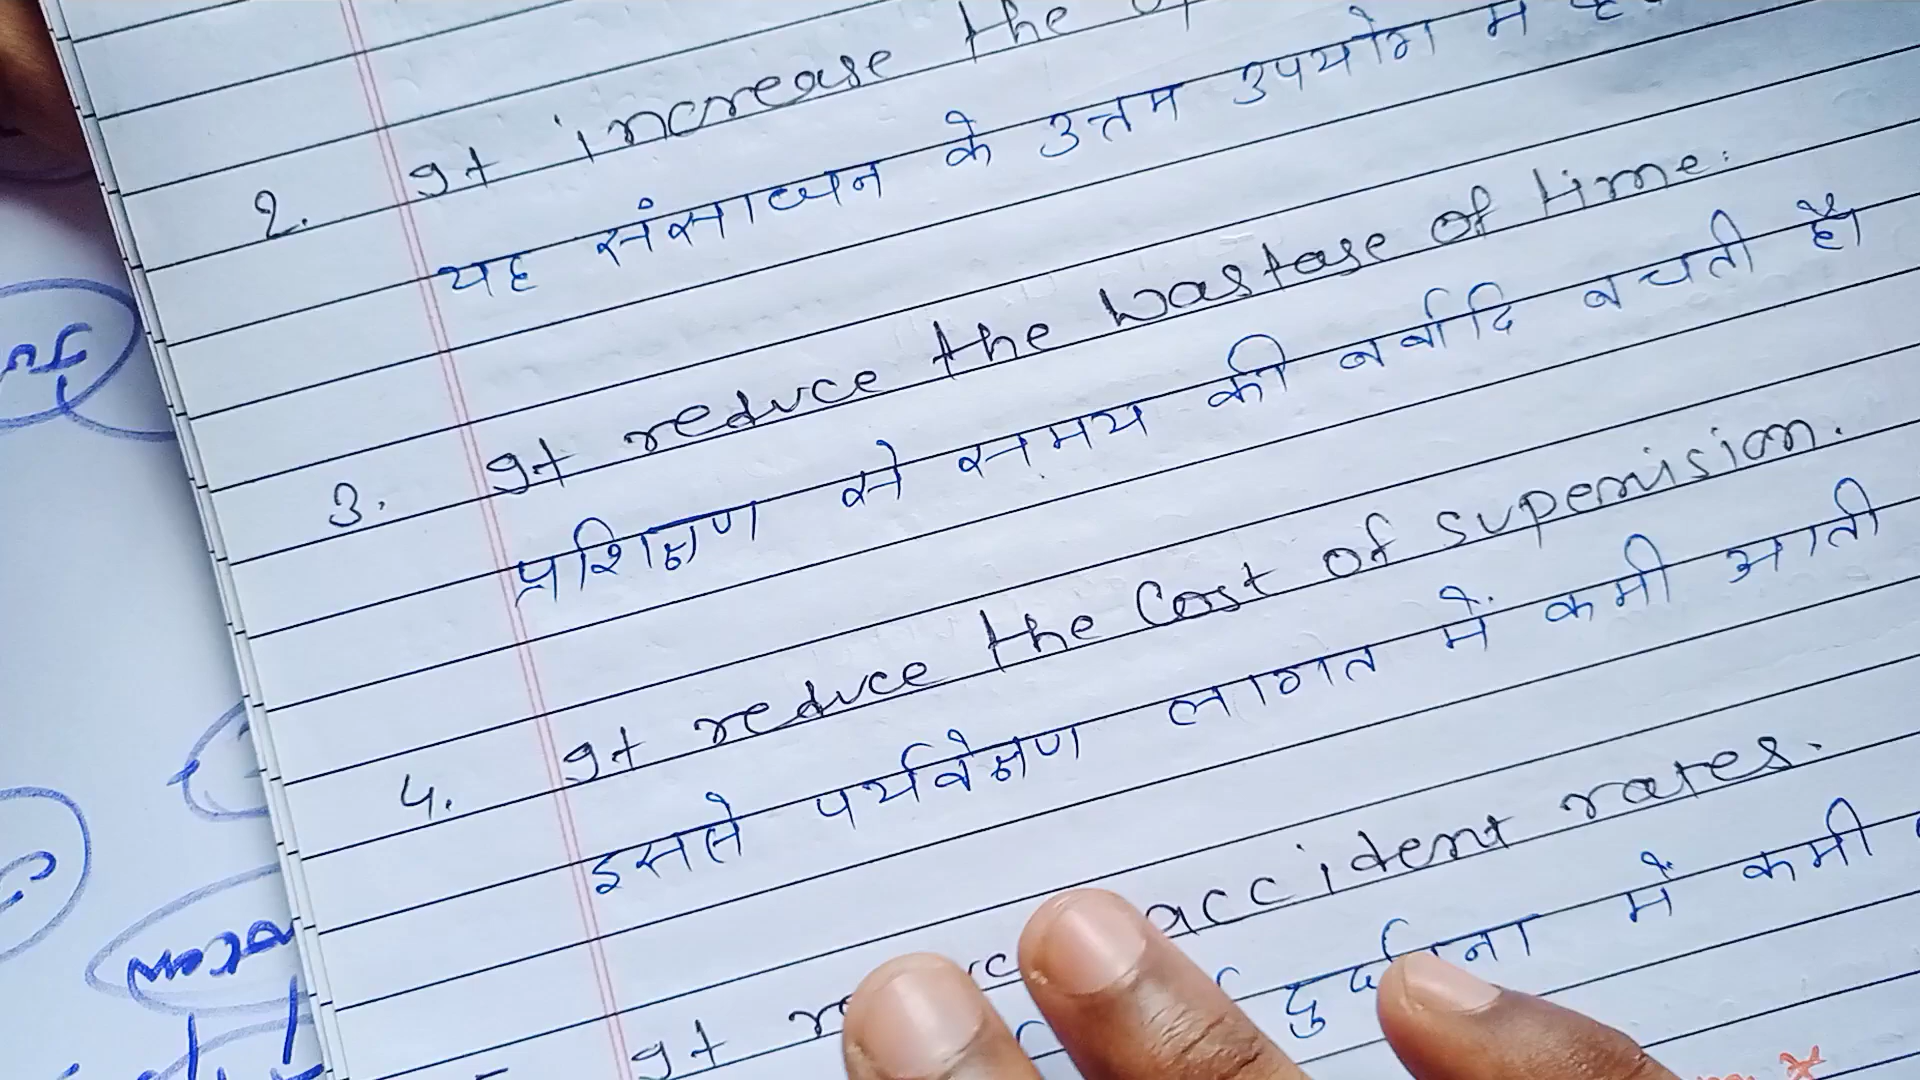 2. It increase the
यह संसाधन के उत्तम उपयोग में
3. It reduce the wastage of time.
प्रशिक्षण से समय की बर्वादि बचती है।
4. It reduce the cost of supervision.
इससे पर्यवेक्षण लागत में कमी आती
It accident rates.
में कमी